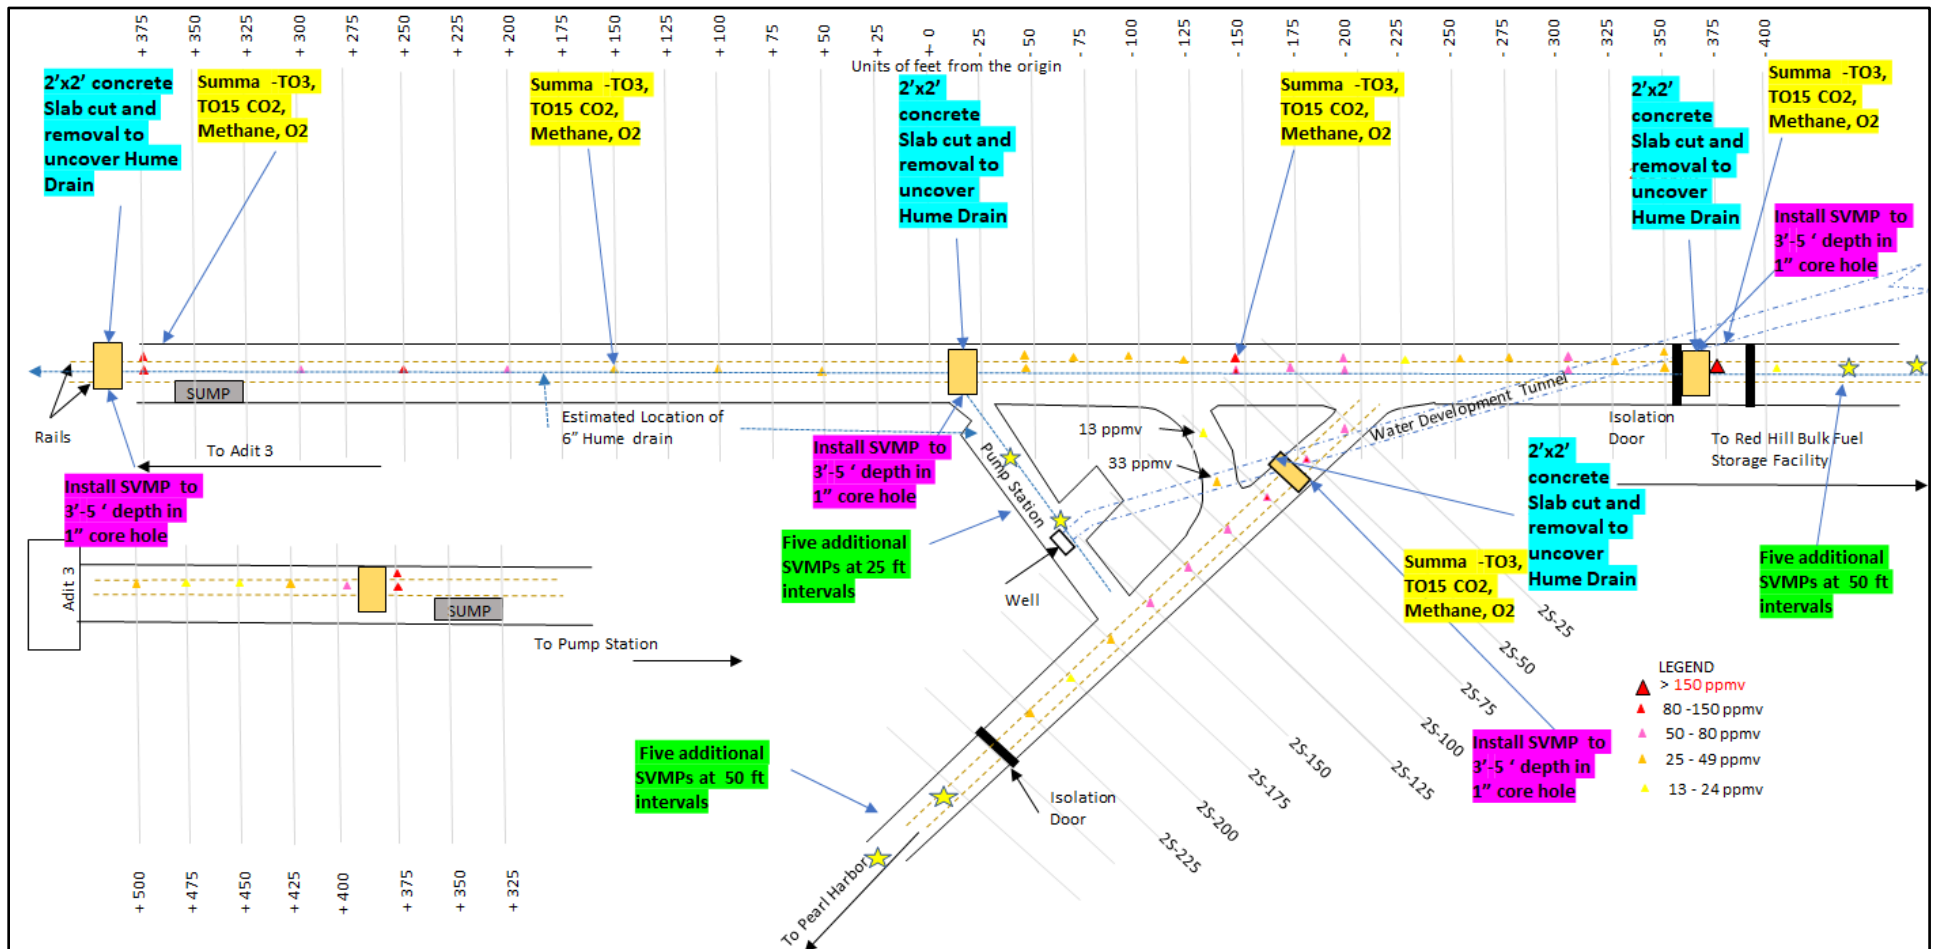 + 375
+ 350
+ 325
+ 300
+ 275
+ 250
+ 225
+ 200
+ 175
+ 150
+ 125
+ 100
+ 75
+ 50
+ 25
+ 0
- 25
- 50
- 75
- 100
- 125
- 150
- 175
- 200
- 225
- 250
- 275
- 300
- 325
- 350
- 375
- 400
Units of feet from the origin
2’x2’ concrete
Slab cut and
removal to
uncover Hume
Drain
Summa -TO3,
TO15 CO2,
Methane, O2
Summa -TO3,
TO15 CO2,
Methane, O2
2’x2’
concrete
Slab cut and
removal to
uncover
Hume Drain
Summa -TO3,
TO15 CO2,
Methane, O2
2’x2’
concrete
Slab cut and
removal to
uncover
Hume Drain
Summa -TO3,
TO15 CO2,
Methane, O2
Install SVMP to
3’-5 ‘ depth in
1” core hole
SUMP
Rails
To Adit 3
Estimated Location of
6” Hume drain
Install SVMP to
3’-5 ‘ depth in
1” core hole
Install SVMP to
3’-5 ‘ depth in
1” core hole
Pump Station
13 ppmv
33 ppmv
Water Development Tunnel
Isolation
Door
To Red Hill Bulk Fuel
Storage Facility
2’x2’
concrete
Slab cut and
removal to
uncover
Hume Drain
Five additional
SVMPs at 25 ft
intervals
Well
Summa -TO3,
TO15 CO2,
Methane, O2
Five additional
SVMPs at 50 ft
intervals
Adit 3
SUMP
To Pump Station
2S-25
2S-50
2S-75
2S-100
2S-125
2S-150
2S-175
2S-200
2S-225
LEGEND
> 150 ppmv
80 -150 ppmv
50 - 80 ppmv
25 - 49 ppmv
13 - 24 ppmv
Install SVMP to
3’-5 ‘ depth in
1” core hole
Five additional
SVMPs at 50 ft
intervals
Isolation
Door
To Pearl Harbor
+ 500
+ 475
+ 450
+ 425
+ 400
+ 375
+ 350
+ 325